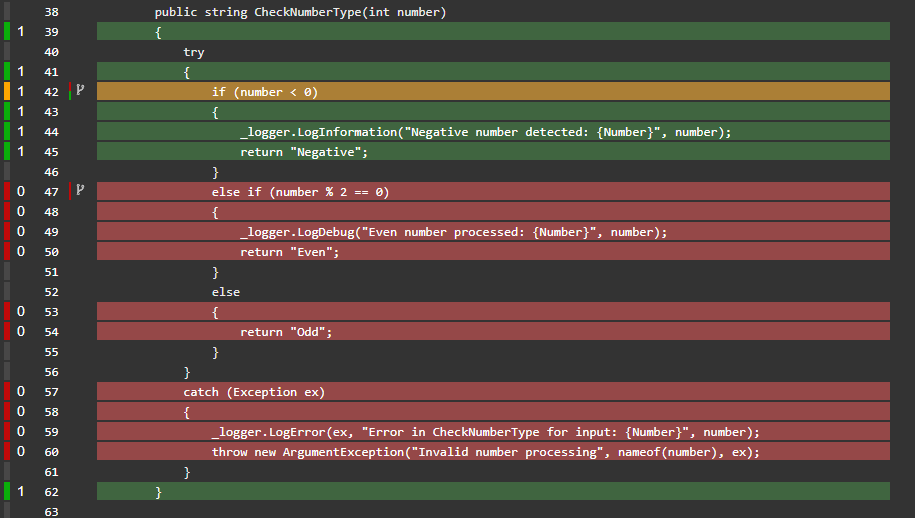 38 public string CheckNumberType(int number)
1 39 {
40 try
1 41 {
1 42 if (number < 0)
1 43 {
1 44 _logger.LogInformation("Negative number detected: {Number}", number);
1 45 return "Negative";
46 }
0 47 else if (number % 2 == 0)
0 48 {
0 49 _logger.LogDebug("Even number processed: {Number}", number);
0 50 return "Even";
51 }
52 else
0 53 {
0 54 return "Odd";
55 }
56 }
0 57 catch (Exception ex)
0 58 {
0 59 _logger.LogError(ex, "Error in CheckNumberType for input: {Number}", number);
0 60 throw new ArgumentException("Invalid number processing", nameof(number), ex);
61 }
1 62 }
63